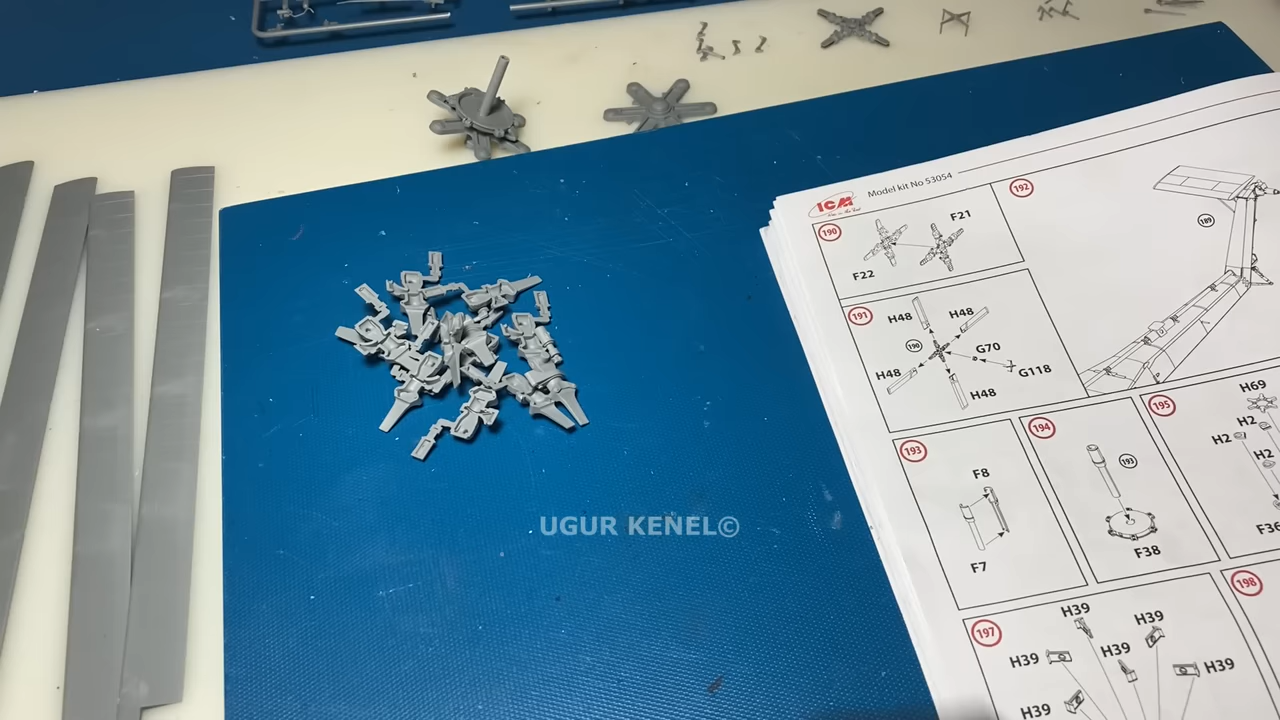 ICM
Model kit No 53054
190
F21
F22
192
189
191
H48
H48
190
G70
G118
H48
H48
193
F8
F7
194
193
F38
195
H69
H2
H2
H2
F36
197
H39
H39
H39
H39
H39
H39
198
UGUR KENEL©